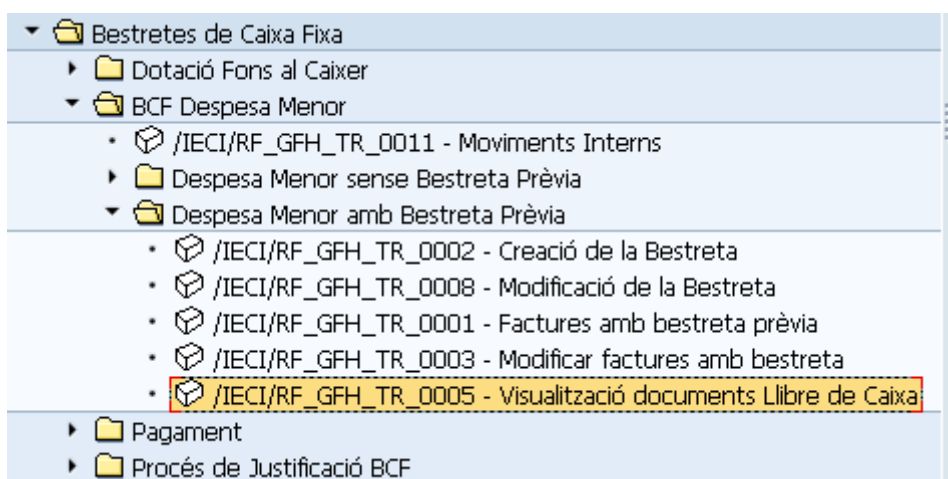 Bestretes de Caixa Fixa
Dotació Fons al Caixer
BCF Despesa Menor
/IECI/RF_GFH_TR_0011 - Moviments Interns
Despesa Menor sense Bestreta Prèvia
Despesa Menor amb Bestreta Prèvia
/IECI/RF_GFH_TR_0002 - Creació de la Bestreta
/IECI/RF_GFH_TR_0008 - Modificació de la Bestreta
/IECI/RF_GFH_TR_0001 - Factures amb bestreta prèvia
/IECI/RF_GFH_TR_0003 - Modificar factures amb bestreta
/IECI/RF_GFH_TR_0005 - Visualització documents Llibre de Caixa
Pagament
Procés de Justificació BCF